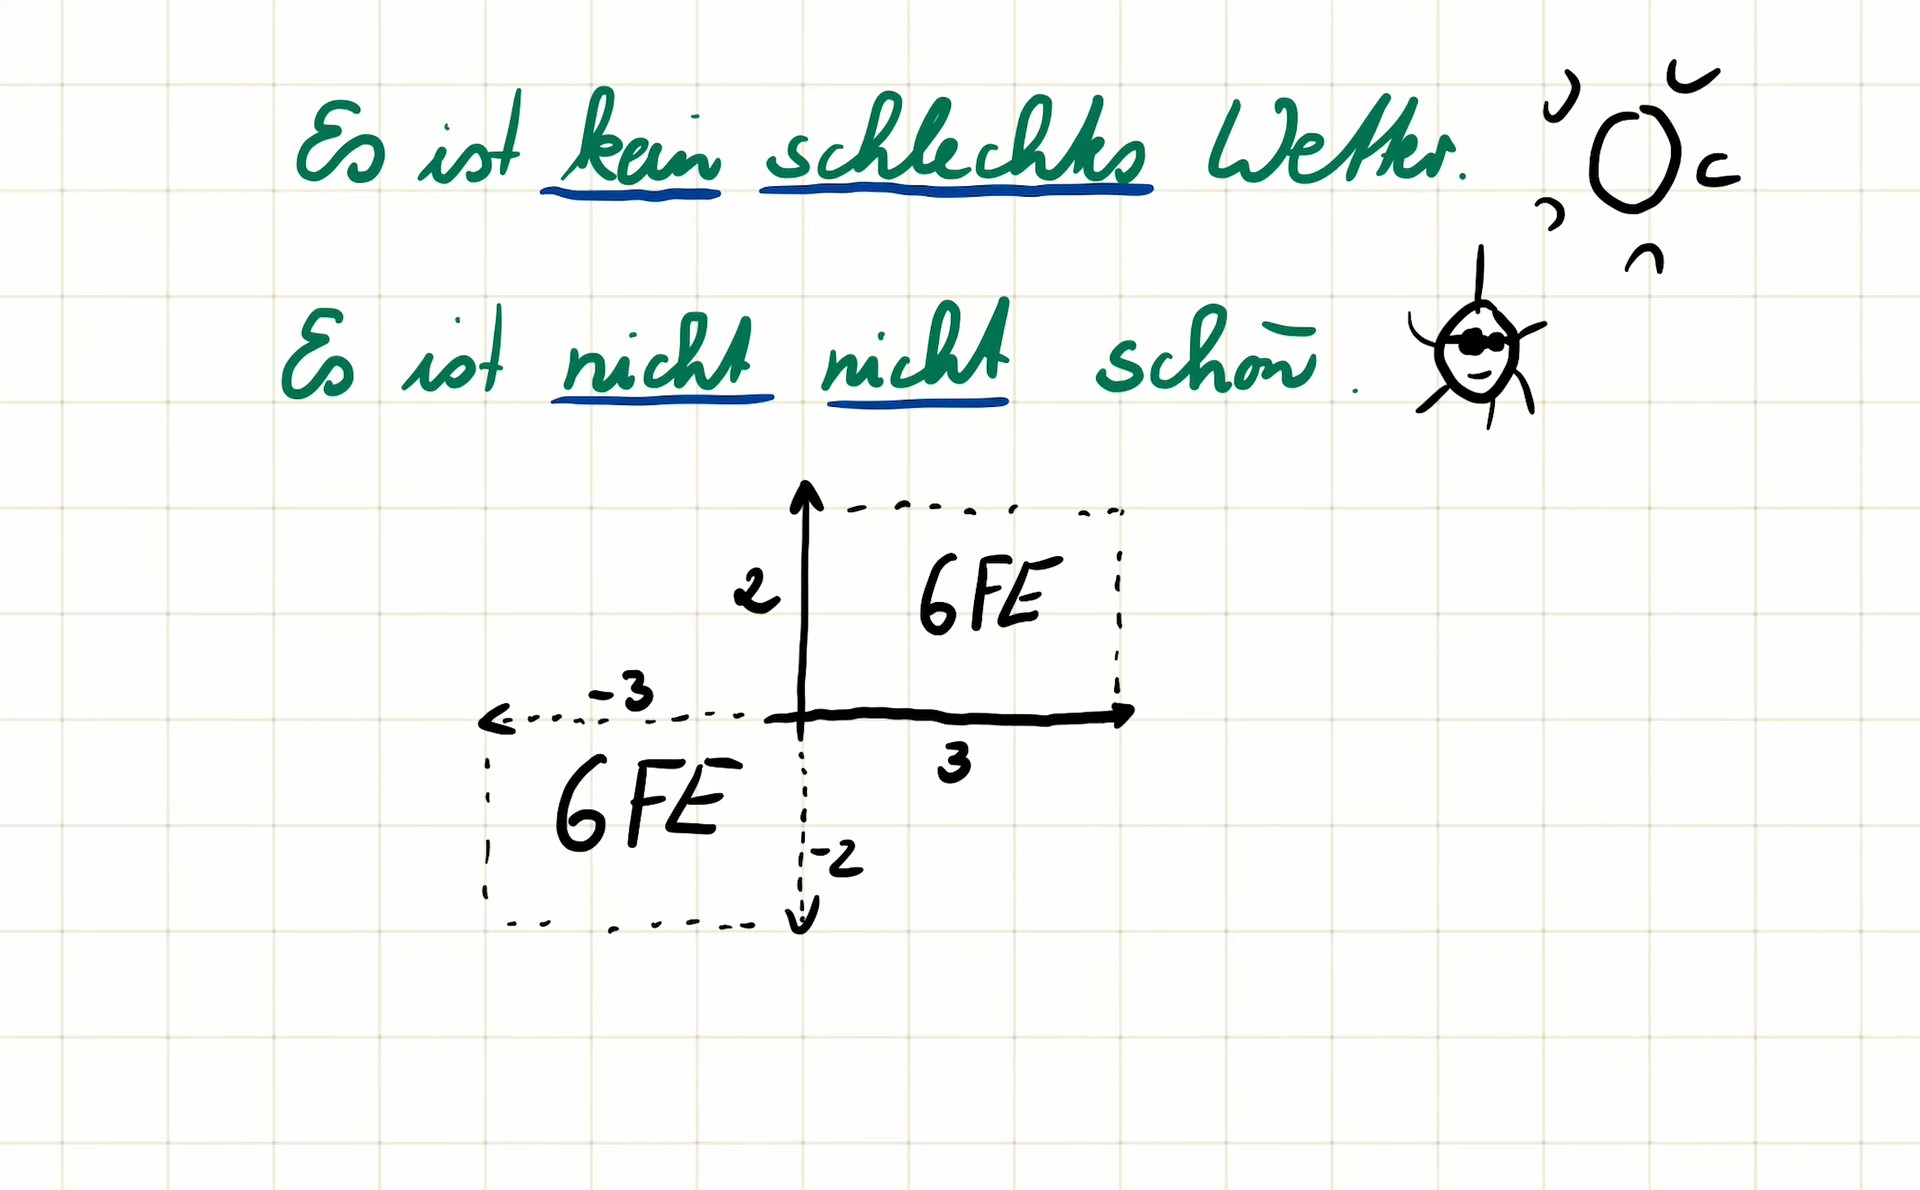 Es ist kein schlechtes Wetter.
Es ist nicht nicht schön.
2
6FE
-3
3
6FE
-2